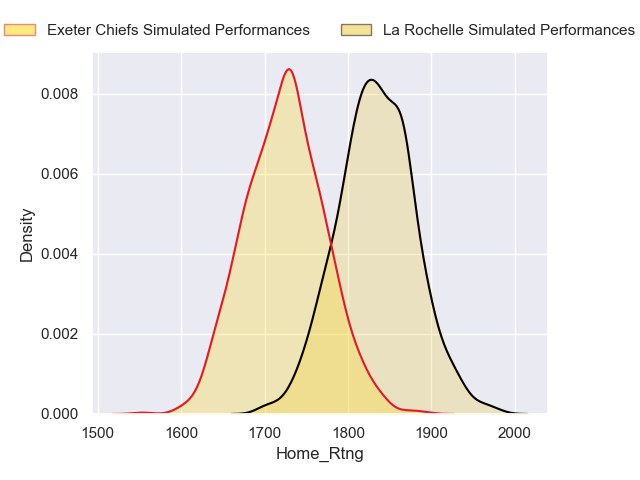 Exeter Chiefs Simulated Performances La Rochelle Simulated Performances
0.008
0.006
Density
0.004
0.002
0.000
1500 1600 1700 1800 1900 2000
Home_Rtng